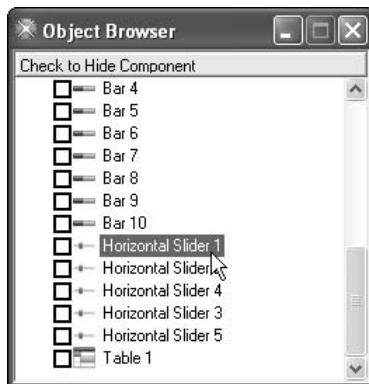 Object Browser
Check to Hide Component
Bar 4
Bar 5
Bar 6
Bar 7
Bar 8
Bar 9
Bar 10
Horizontal Slider 1
Horizontal Slider
Horizontal Slider 4
Horizontal Slider 3
Horizontal Slider 5
Table 1